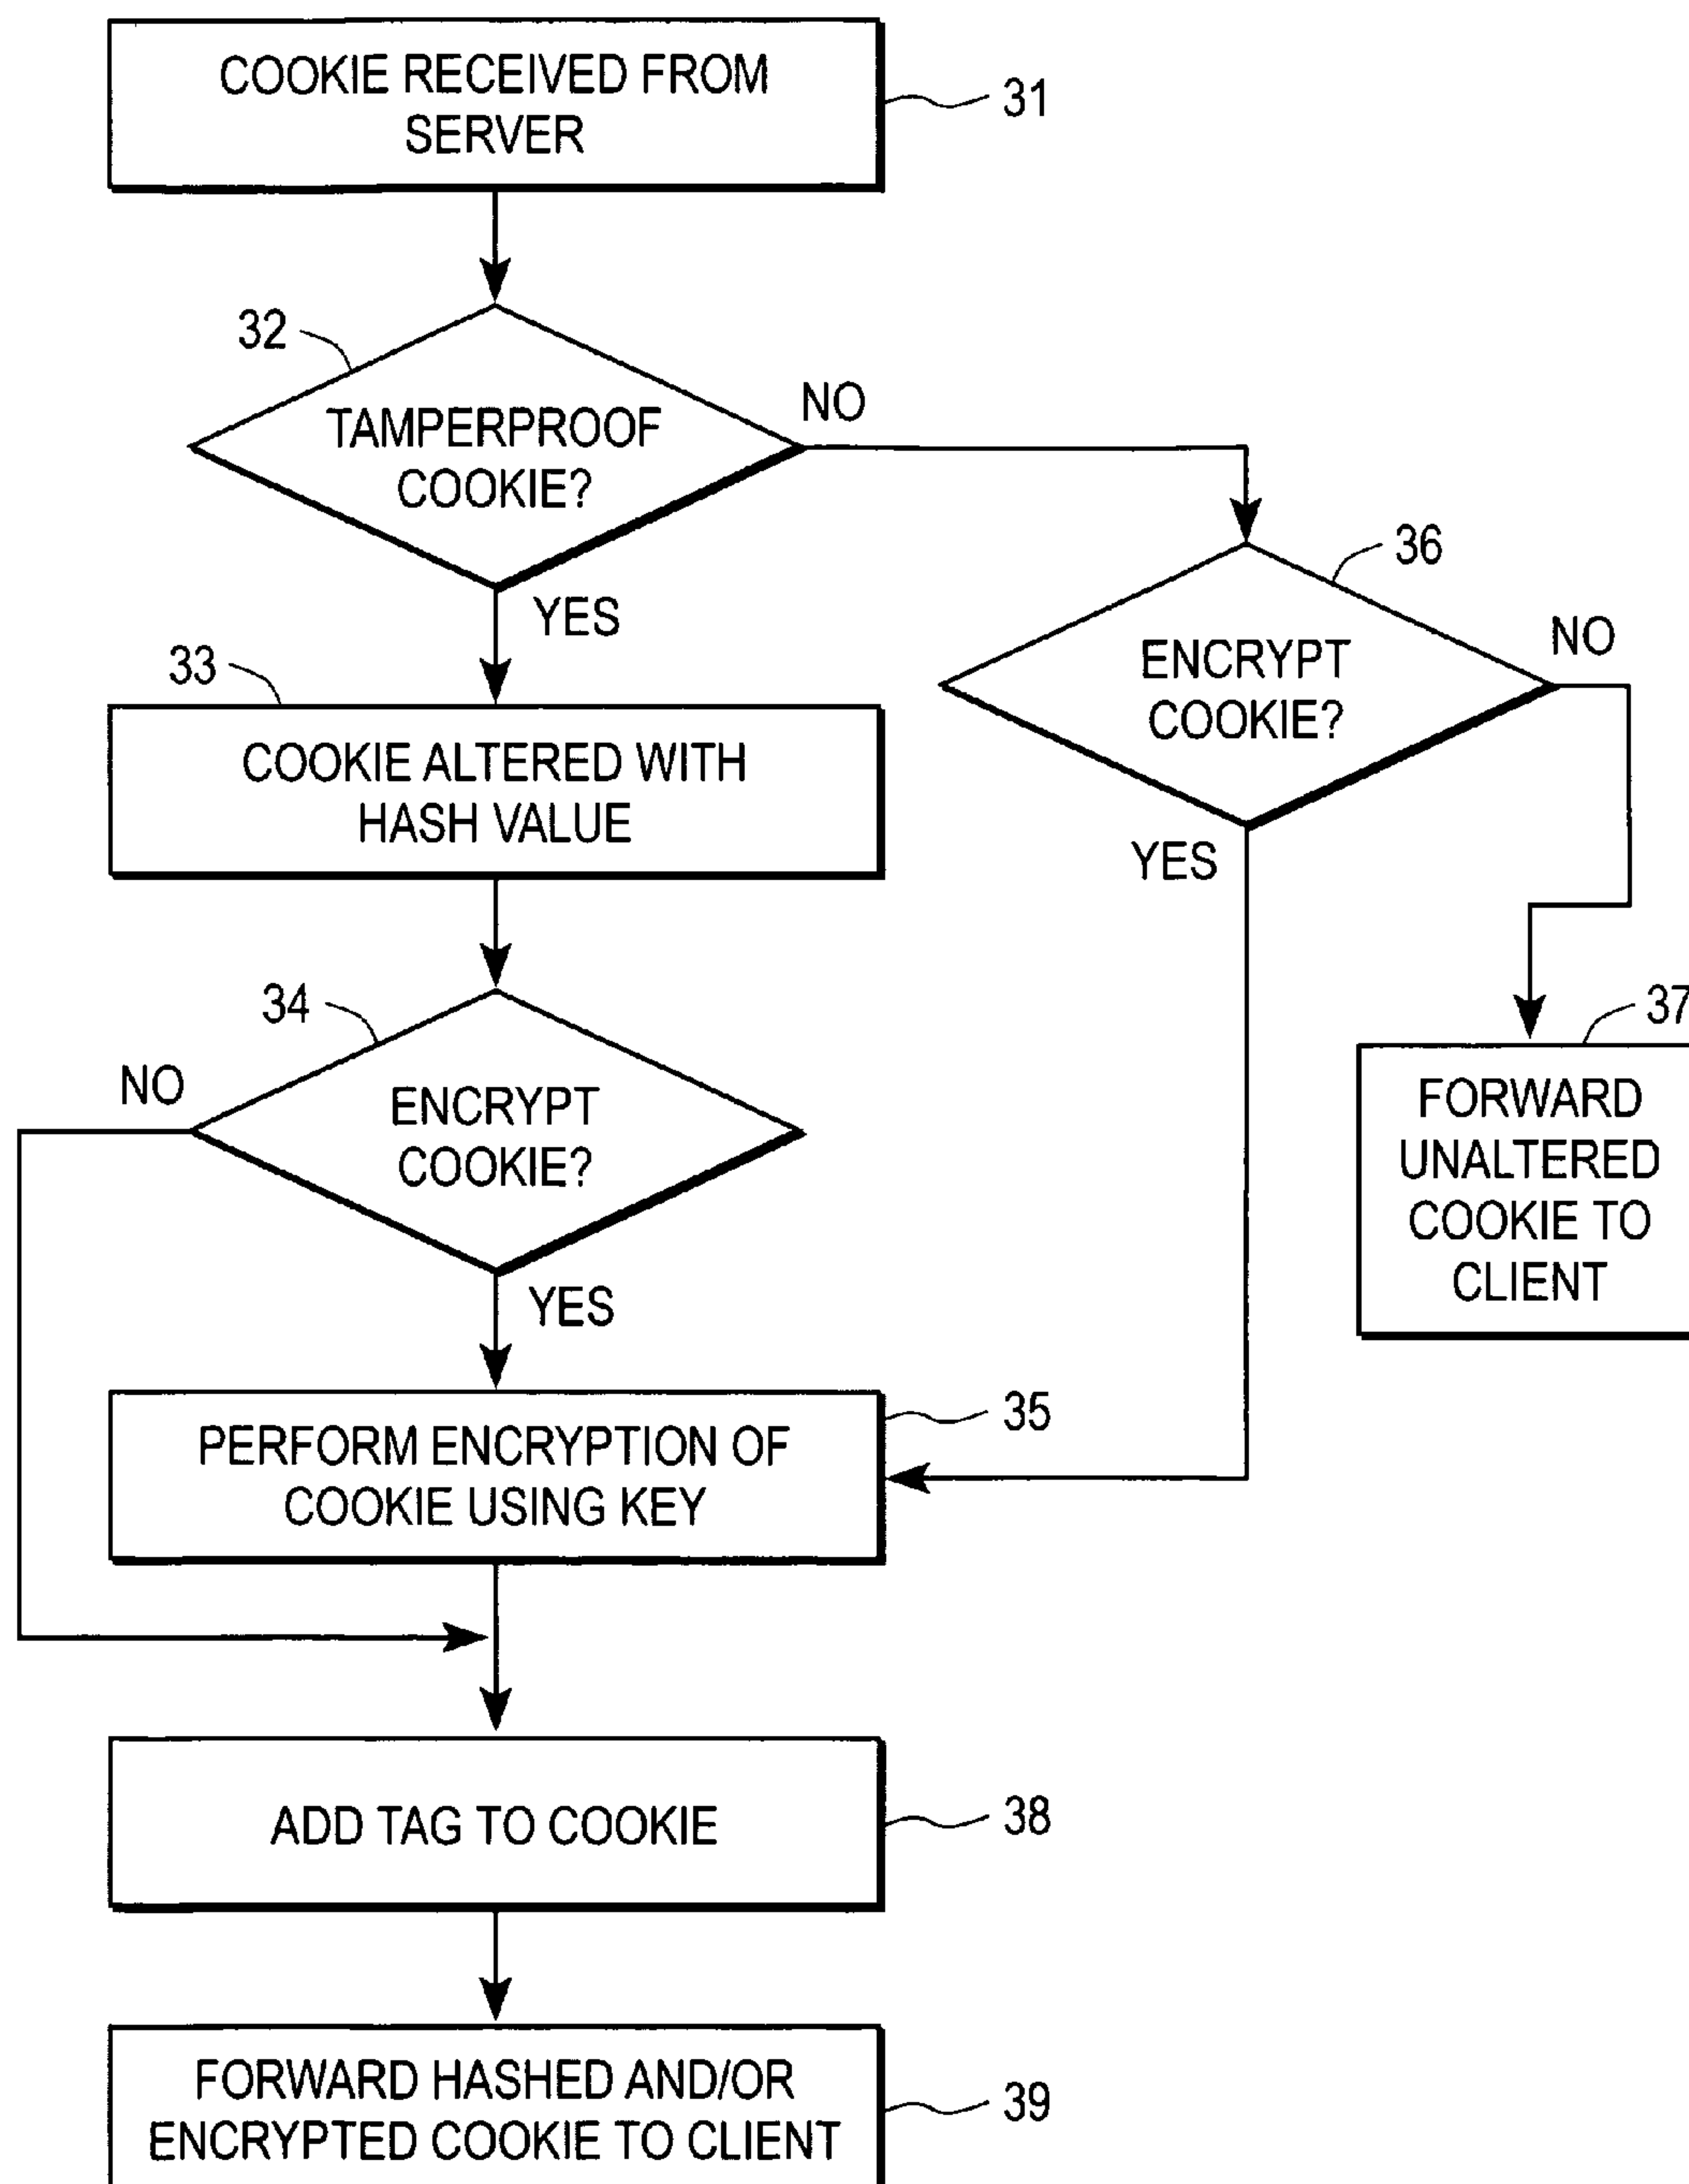 COOKIE RECEIVED FROM
SERVER
31
32
TAMPERPROOF
COOKIE?
NO
YES
36
ENCRYPT
COOKIE?
NO
YES
33
COOKIE ALTERED WITH
HASH VALUE
34
NO
ENCRYPT
COOKIE?
YES
37
FORWARD
UNALTERED
COOKIE TO
CLIENT
35
PERFORM ENCRYPTION OF
COOKIE USING KEY
ADD TAG TO COOKIE
38
FORWARD HASHED AND/OR
ENCRYPTED COOKIE TO CLIENT
39